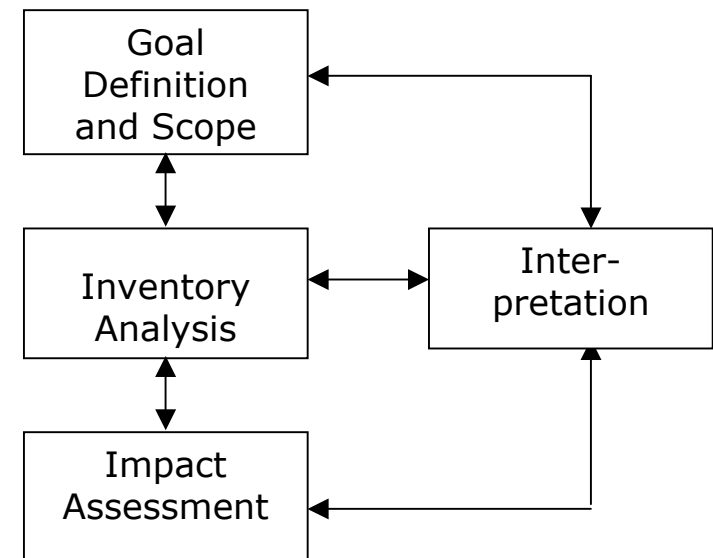 Goal
Definition
and Scope
Inventory
Analysis
Inter-
pretation
Impact
Assessment